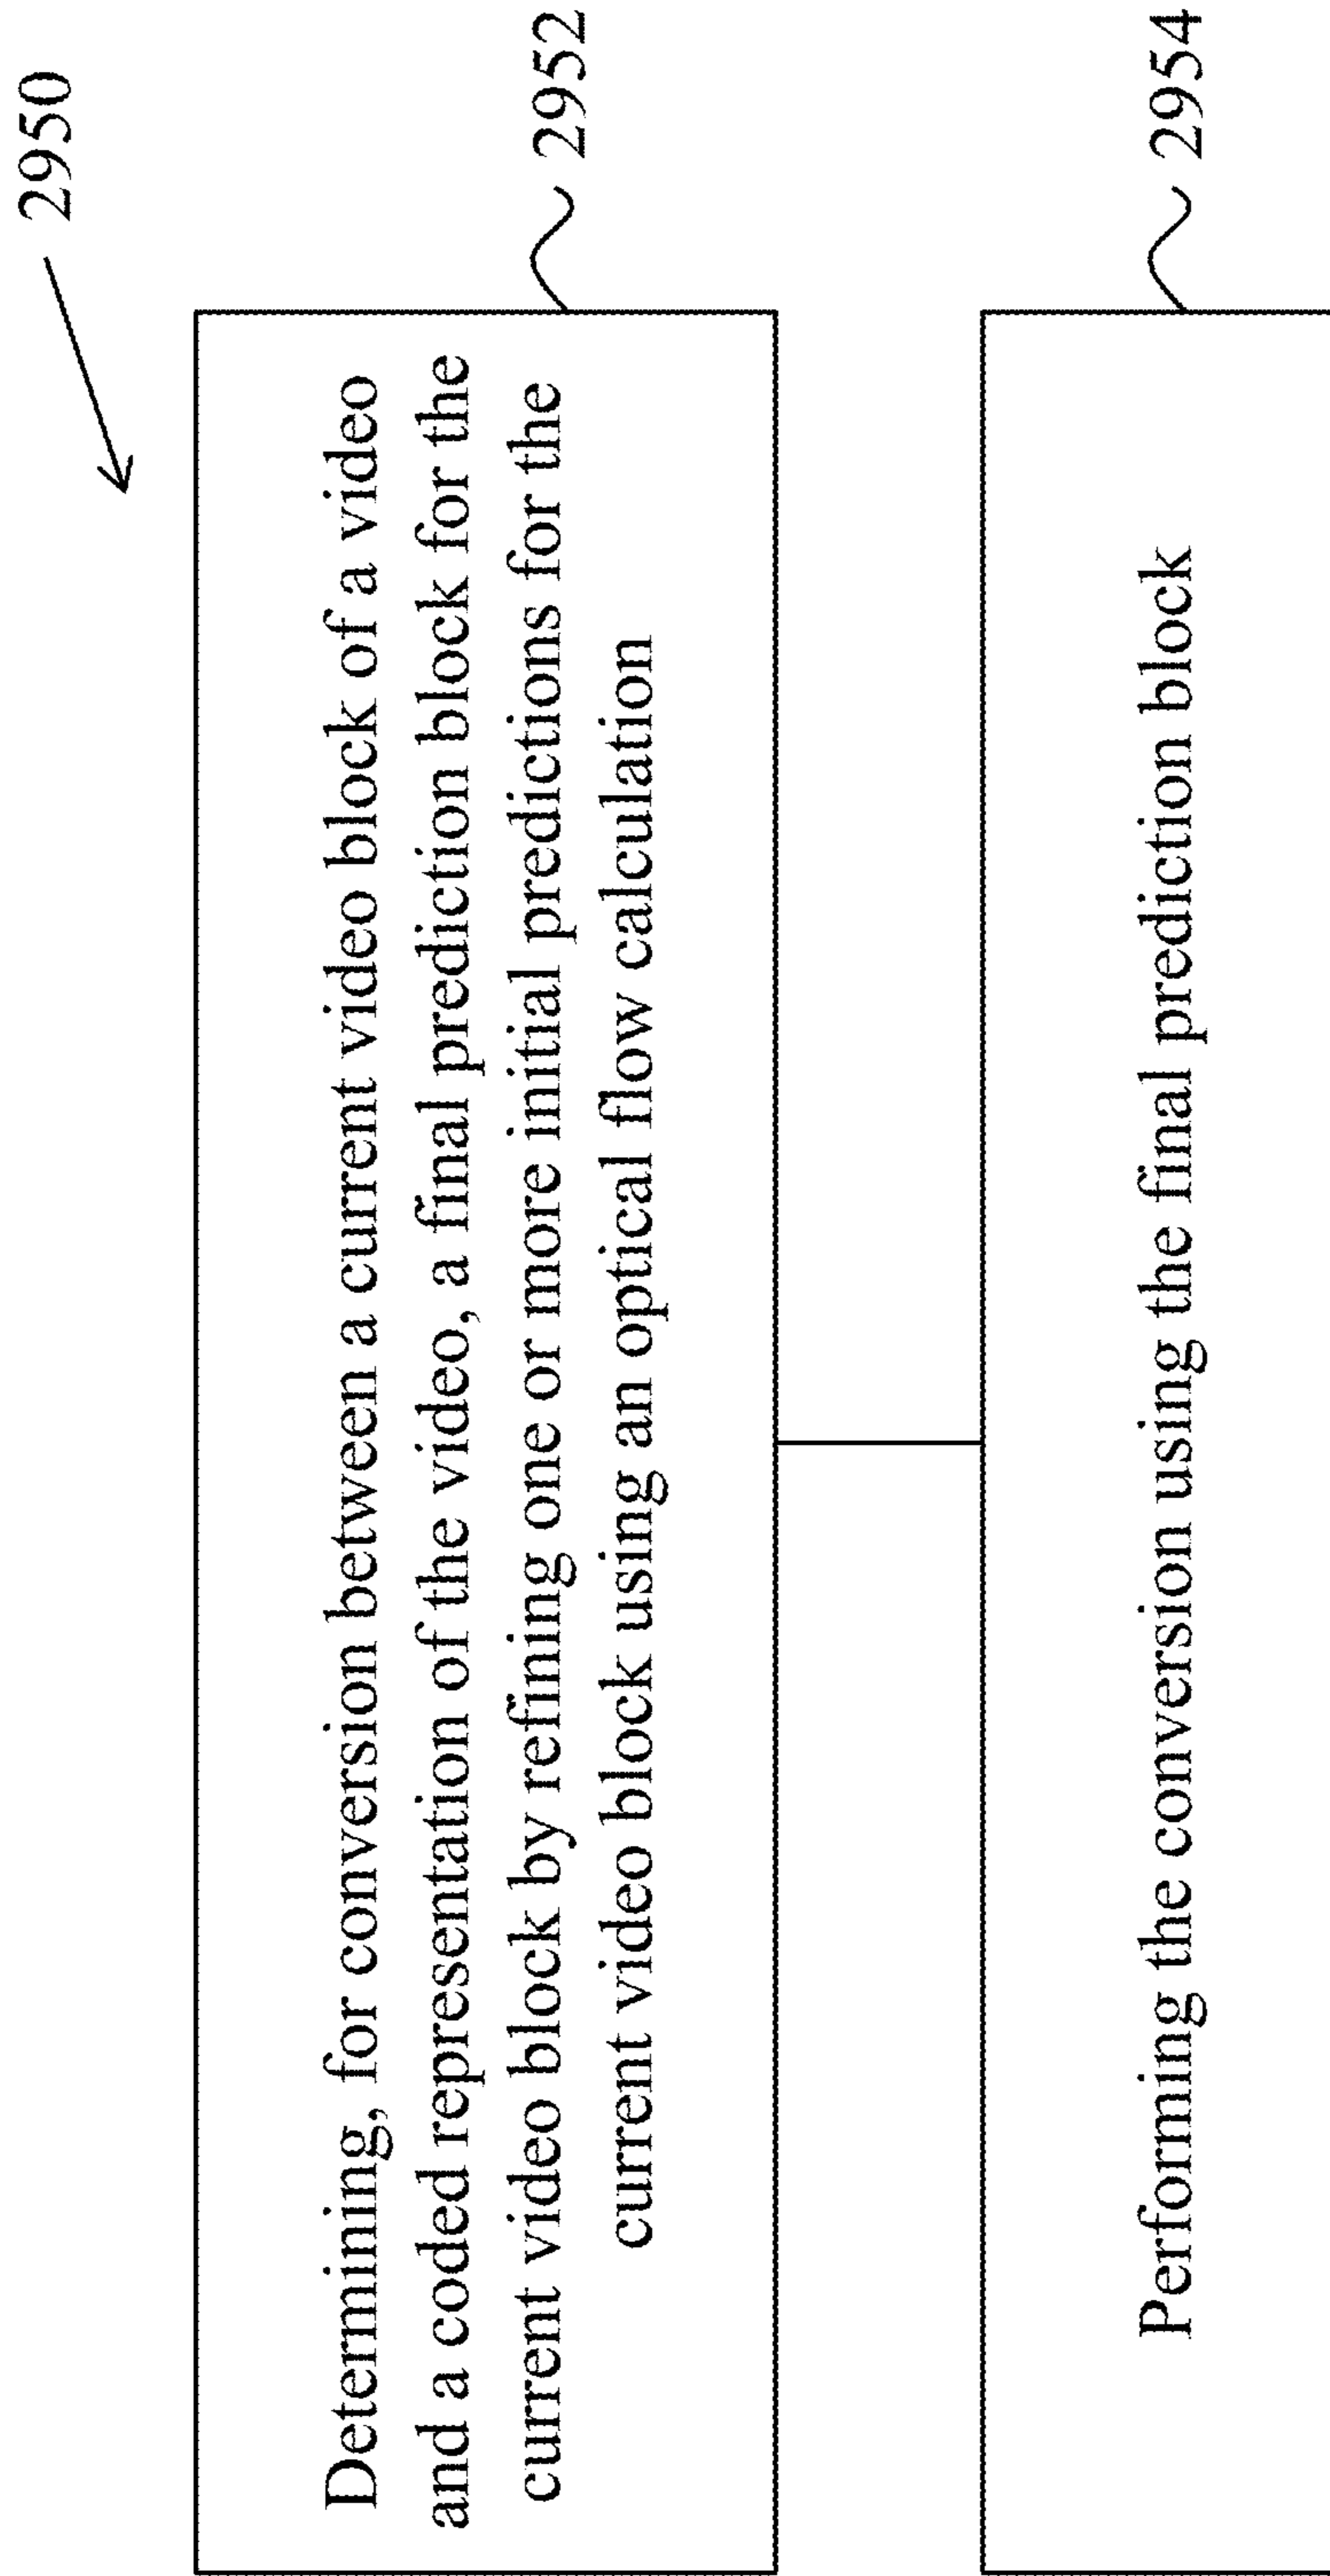 2950
Determining, for conversion between a current video block of a video
and a coded representation of the video, a final prediction block for the
current video block by refining one or more initial predictions for the
current video block using an optical flow calculation
2952
Performing the conversion using the final prediction block
2954